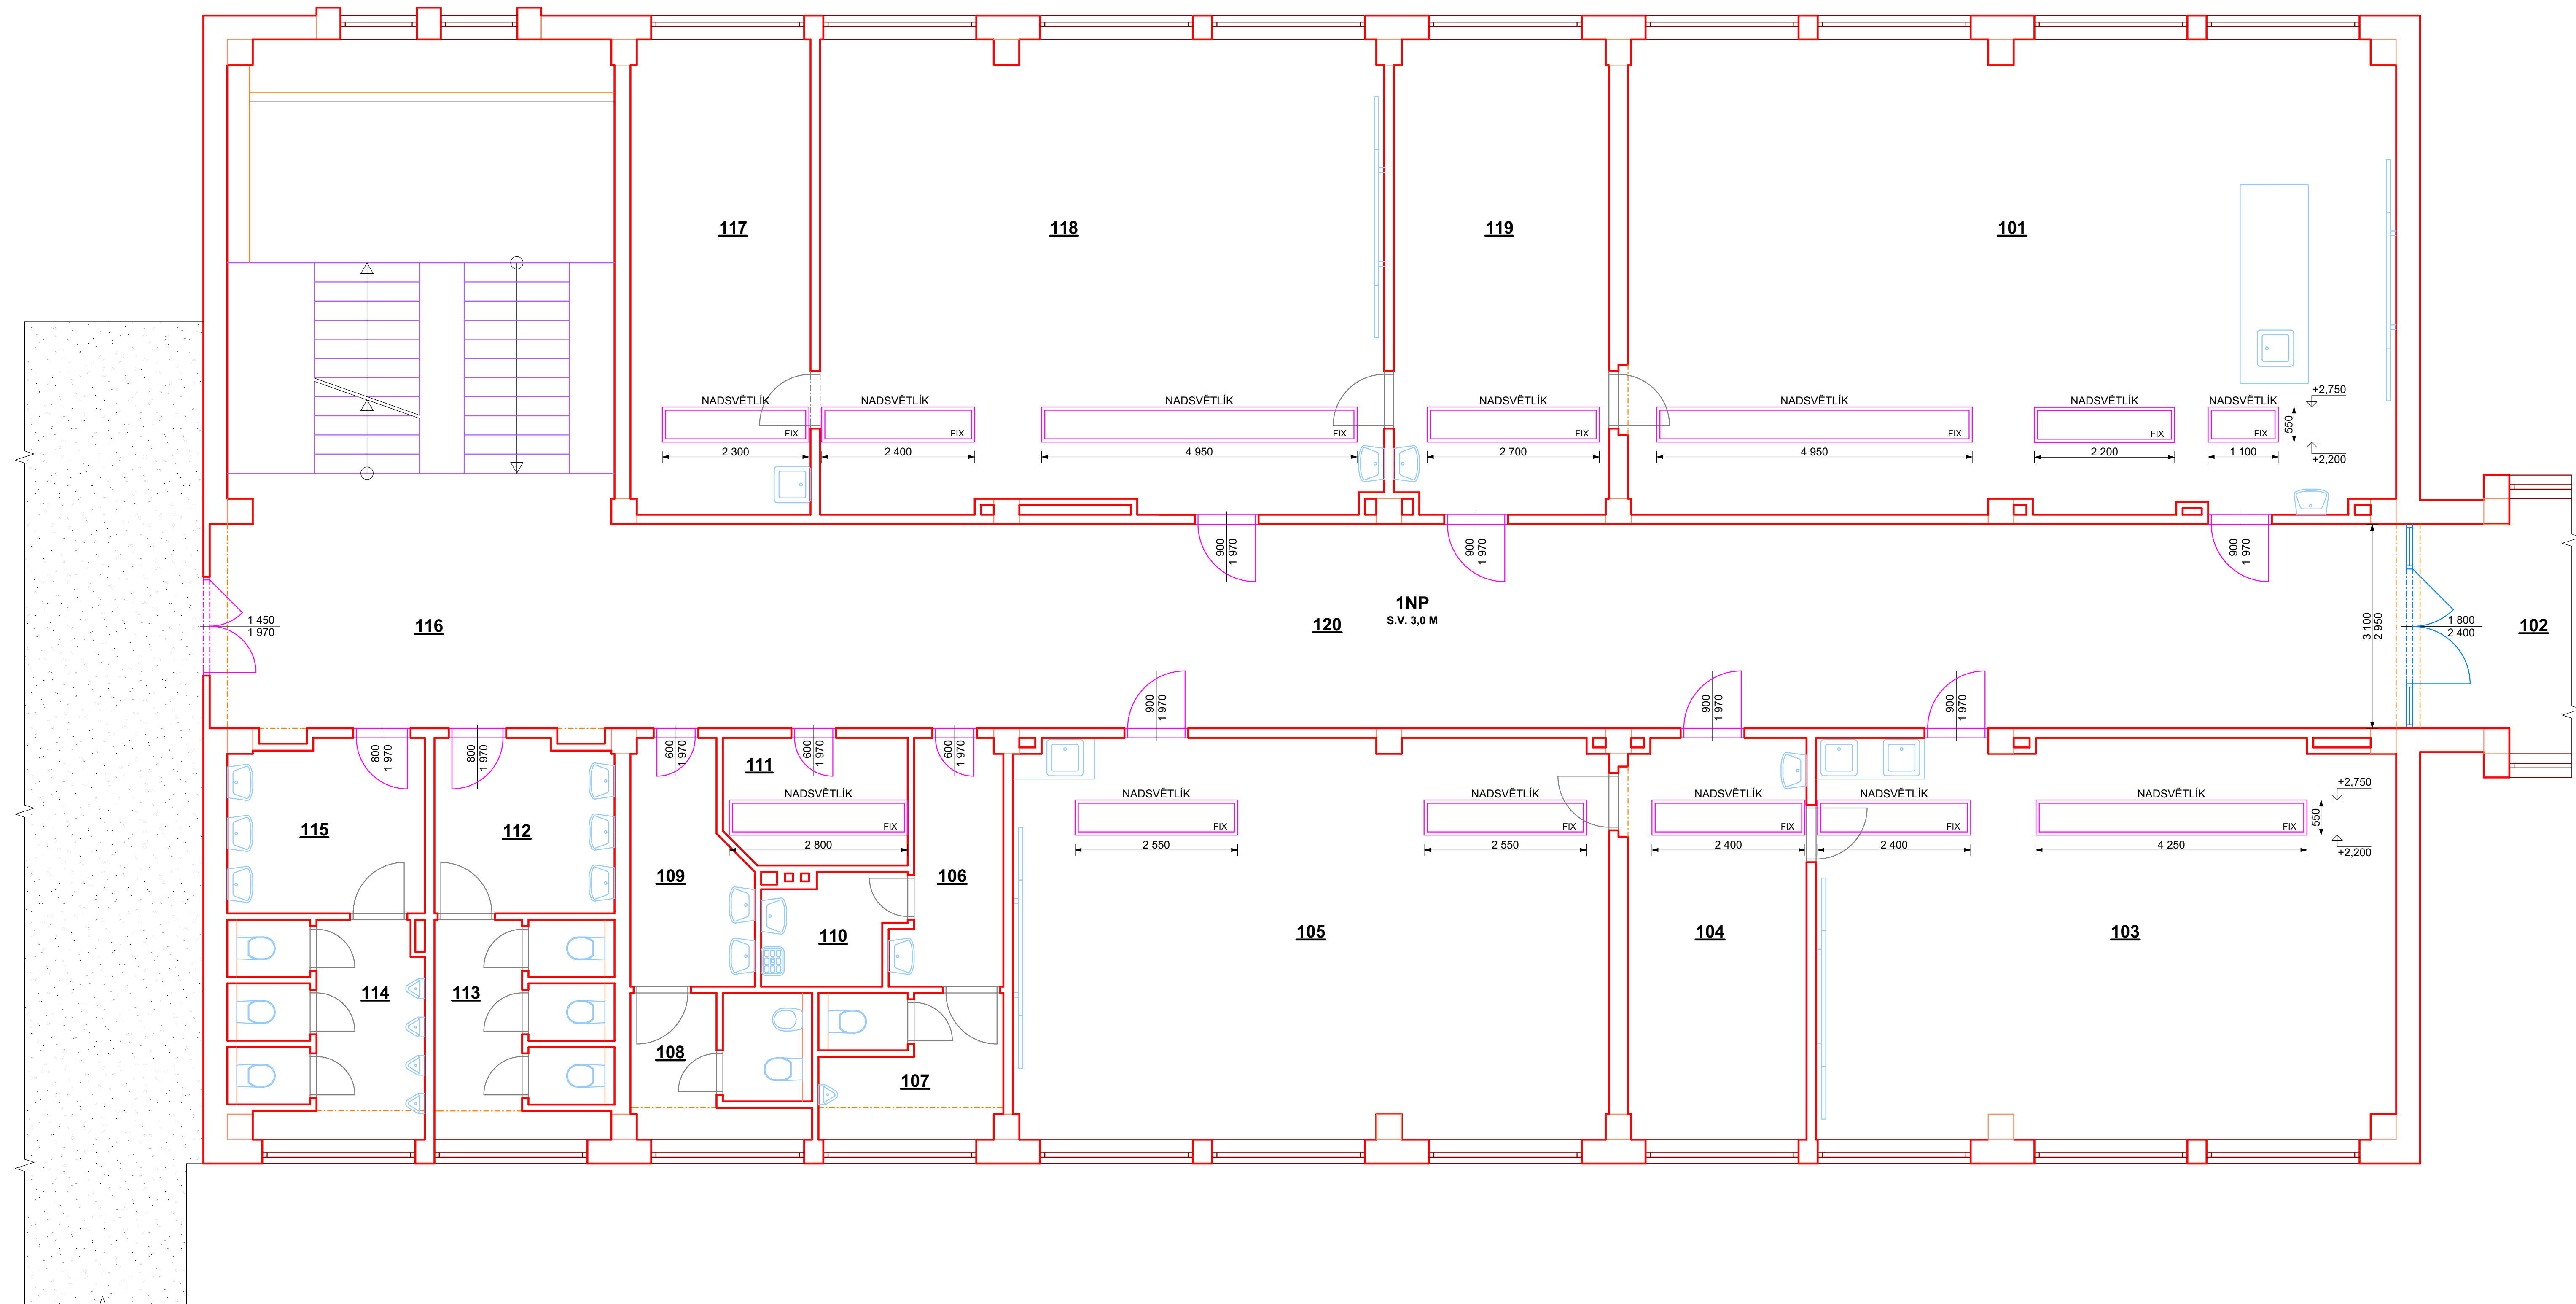 117
118
119
101
NADSVĚTLÍK
NADSVĚTLÍK
NADSVĚTLÍK
NADSVĚTLÍK
NADSVĚTLÍK
NADSVĚTLÍK
NADSVĚTLÍK
+2,750
FIX
FIX
FIX
FIX
FIX
FIX
FIX
550
2 300
2 400
4 950
2 700
4 950
2 200
1 100
+2,200
900
1 970
900
1 970
900
1 970
1NP
S.V. 3,0 M
1 450
1 970
116
120
3 100
2 950
1 800
2 400
102
900
1 970
900
1 970
900
1 970
800
1 970
800
1 970
600
1 970
600
1 970
600
1 970
111
NADSVĚTLÍK
NADSVĚTLÍK
NADSVĚTLÍK
NADSVĚTLÍK
NADSVĚTLÍK
NADSVĚTLÍK
+2,750
115
112
FIX
FIX
FIX
FIX
FIX
FIX
550
2 800
2 550
2 550
2 400
2 400
4 250
+2,200
109
106
110
105
104
103
114
113
108
107